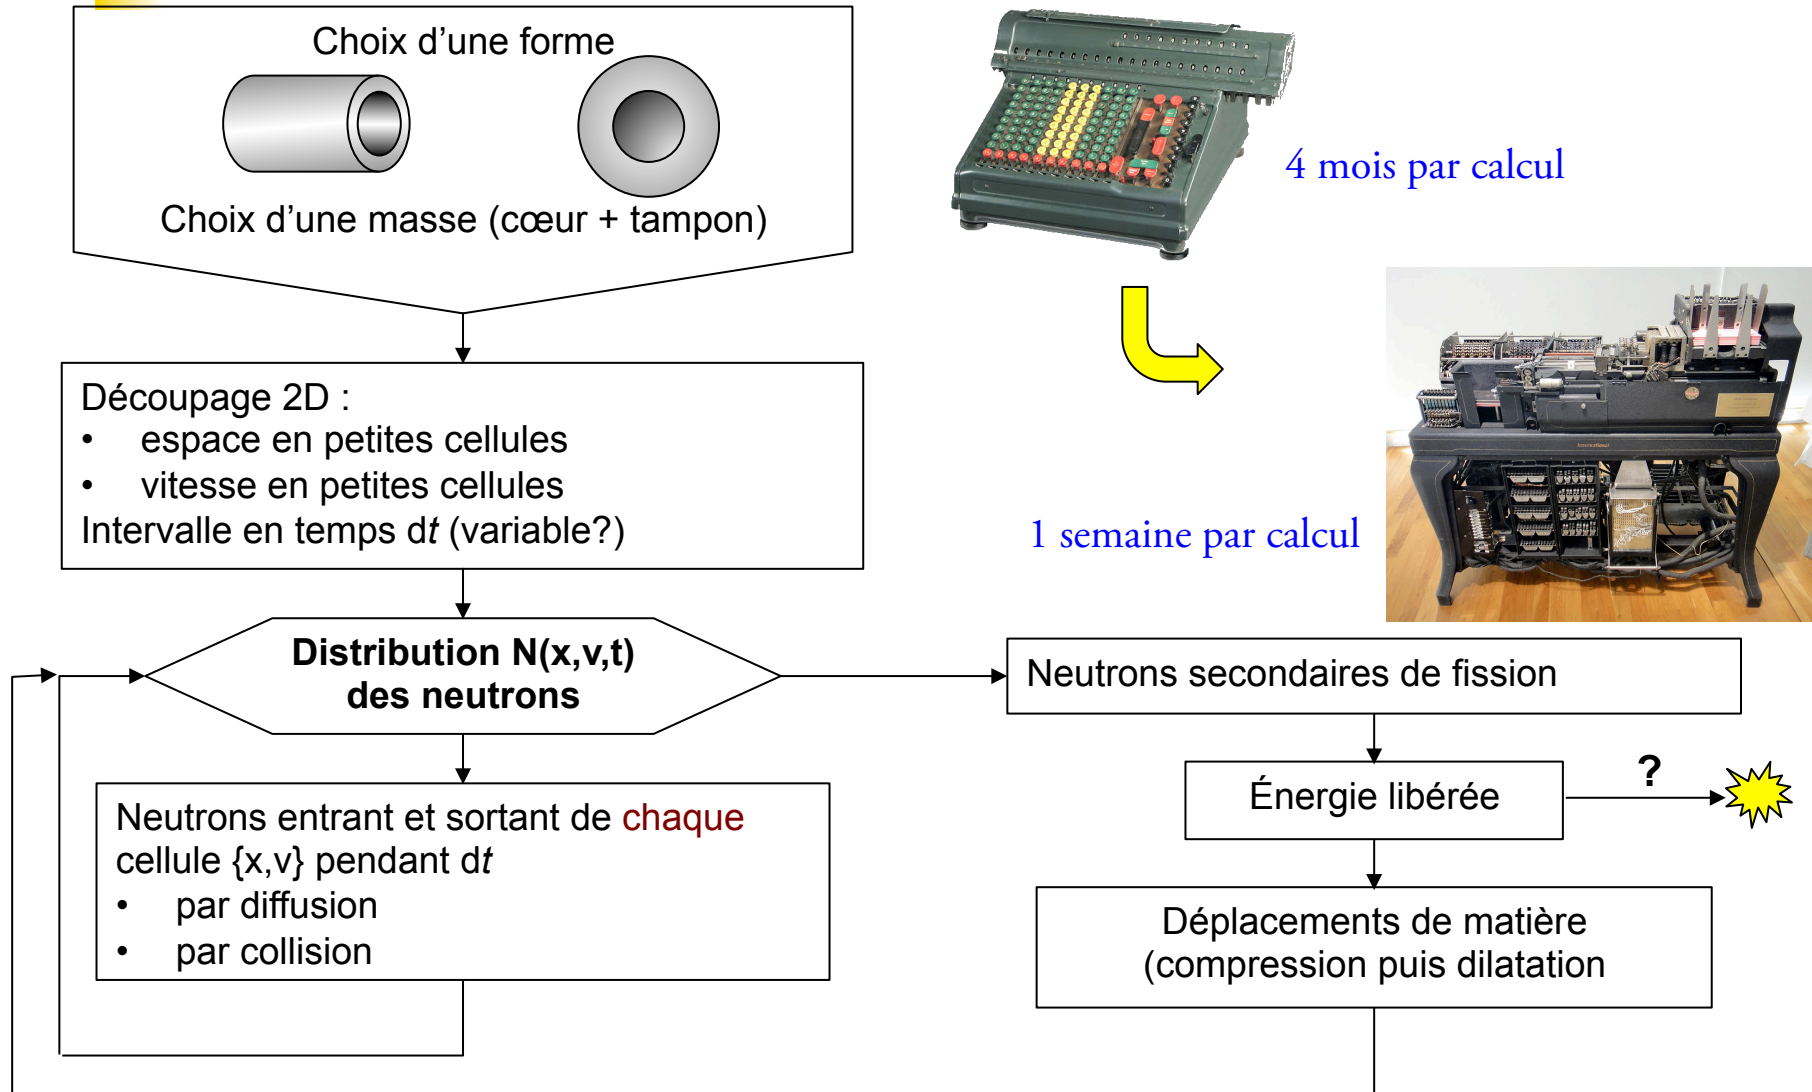 Choix d’une forme
Choix d’une masse (cœur + tampon)
4 mois par calcul
Découpage 2D :
• espace en petites cellules
• vitesse en petites cellules
Intervalle en temps dt (variable?)
1 semaine par calcul
Distribution N(x,v,t)
des neutrons
Neutrons secondaires de fission
Neutrons entrant et sortant de chaque
cellule {x,v} pendant dt
• par diffusion
• par collision
Énergie libérée
?
Déplacements de matière
(compression puis dilatation